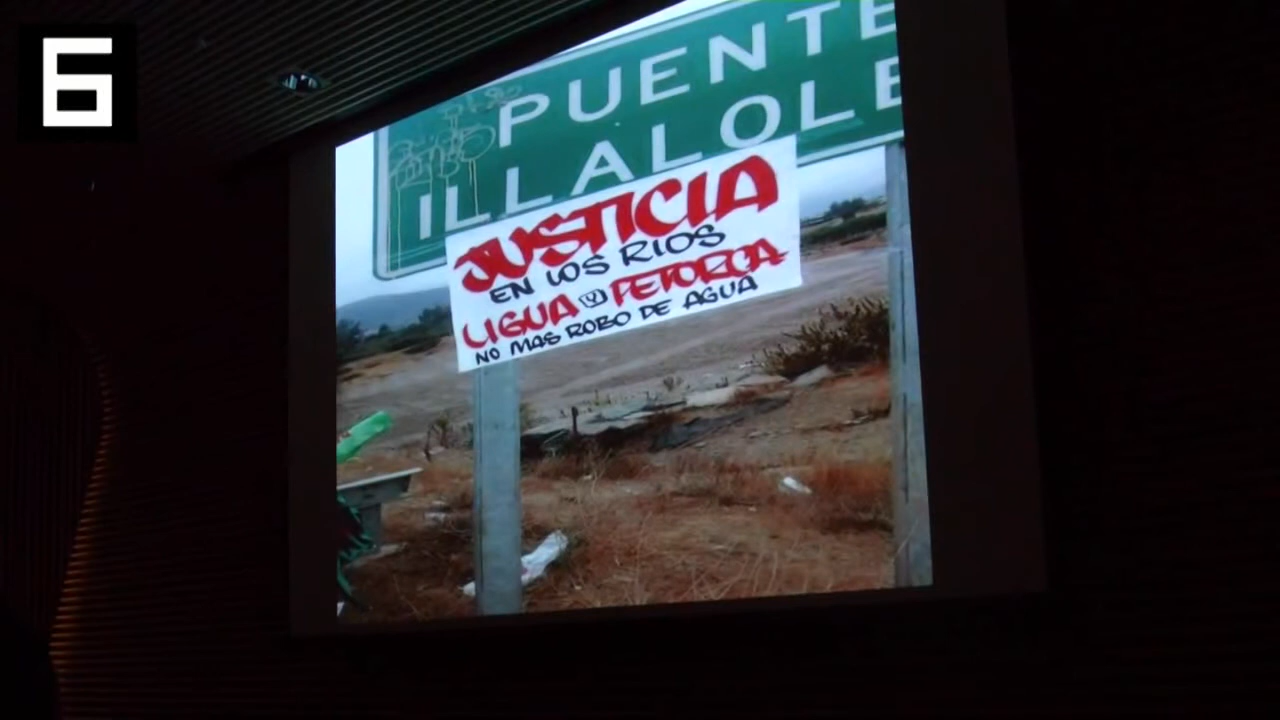 6
PUENTE
ILLALOLE
JUSTICIA
EN LOS RIOS
LIGUA Y PETORCA
NO MAS ROBO DE AGUA